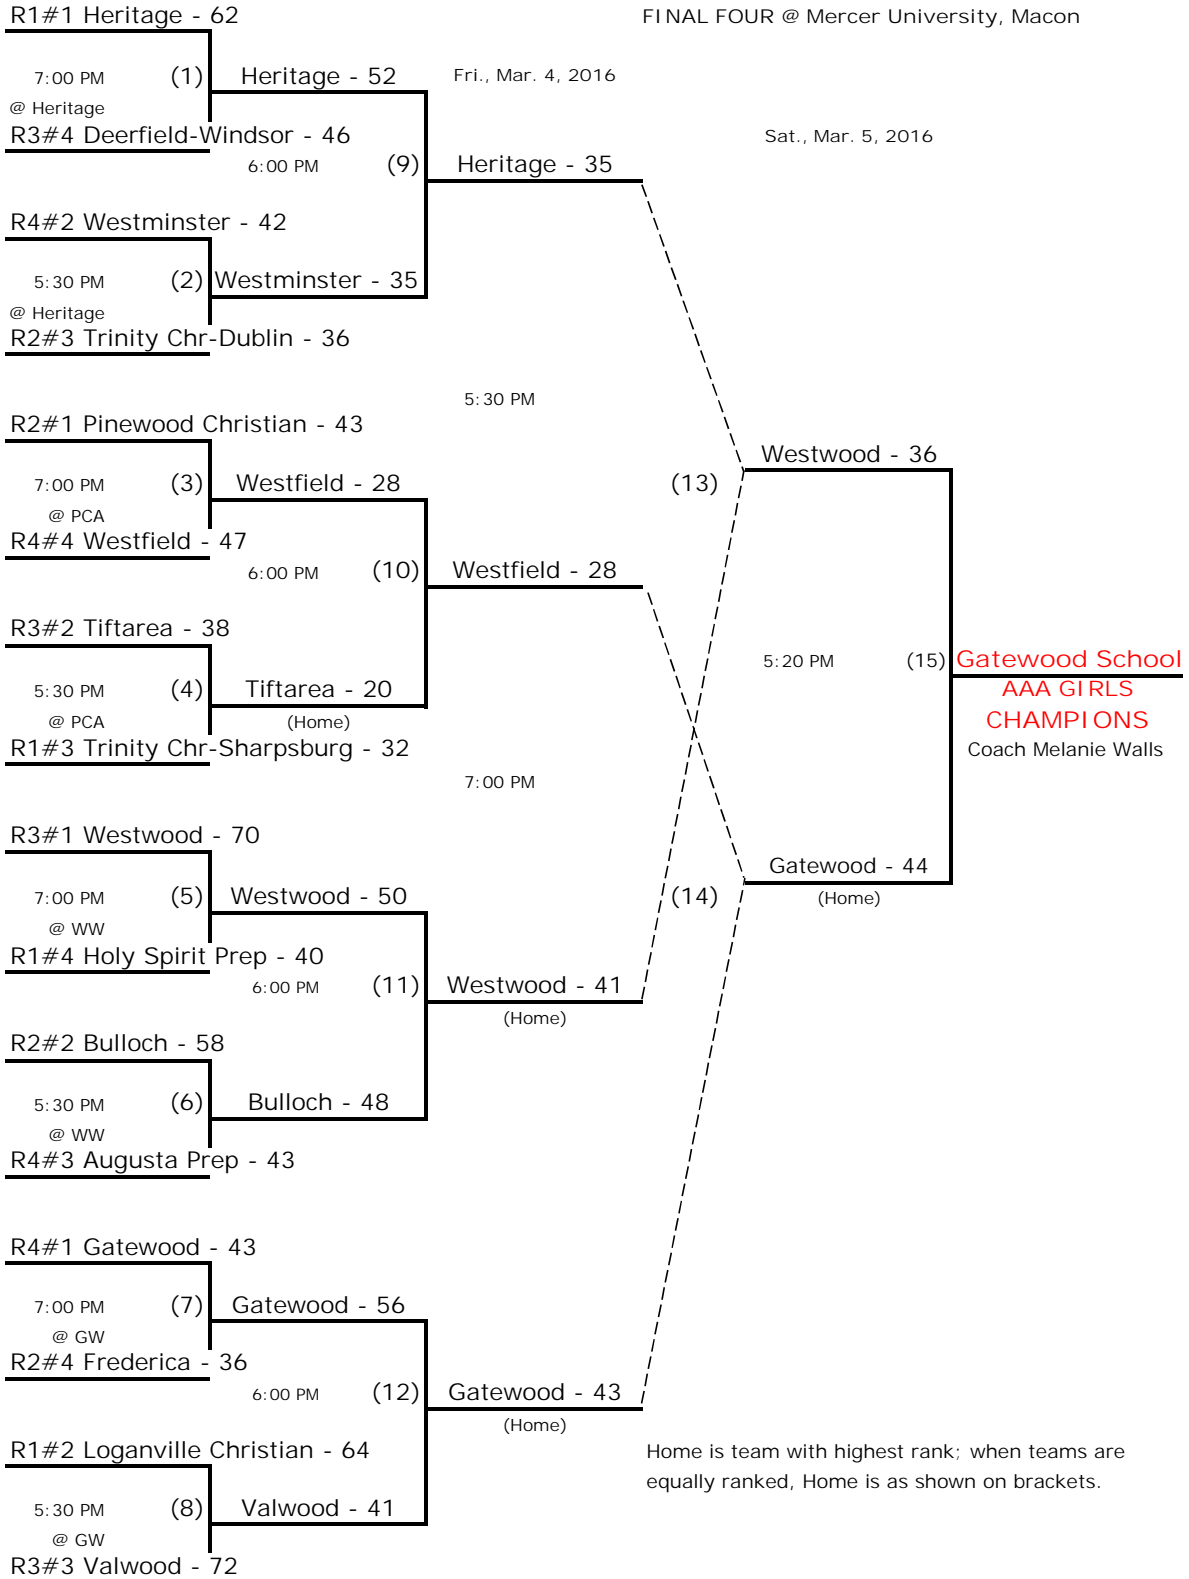 R1#1 Heritage - 62
FINAL FOUR @ Mercer University, Macon
7:00 PM (1) Heritage - 52
Fri., Mar. 4, 2016
@ Heritage
R3#4 Deerfield-Windsor - 46
Sat., Mar. 5, 2016
6:00 PM (9) Heritage - 35
R4#2 Westminster - 42
5:30 PM (2) Westminster - 35
@ Heritage
R2#3 Trinity Chr-Dublin - 36
5:30 PM
R2#1 Pinewood Christian - 43
Westwood - 36
7:00 PM (3) Westfield - 28
(13)
@ PCA
R4#4 Westfield - 47
6:00 PM (10) Westfield - 28
R3#2 Tiftarea - 38
5:20 PM (15) Gatewood School
5:30 PM (4) Tiftarea - 20
AAA GIRLS
@ PCA
(Home)
CHAMPIONS
R1#3 Trinity Chr-Sharpsburg - 32
Coach Melanie Walls
7:00 PM
R3#1 Westwood - 70
Gatewood - 44
7:00 PM (5) Westwood - 50
(14)
(Home)
@ WW
R1#4 Holy Spirit Prep - 40
6:00 PM (11) Westwood - 41
(Home)
R2#2 Bulloch - 58
5:30 PM (6) Bulloch - 48
@ WW
R4#3 Augusta Prep - 43
R4#1 Gatewood - 43
7:00 PM (7) Gatewood - 56
@ GW
R2#4 Frederica - 36
6:00 PM (12) Gatewood - 43
(Home)
R1#2 Loganville Christian - 64
Home is team with highest rank; when teams are
equally ranked, Home is as shown on brackets.
5:30 PM (8) Valwood - 41
@ GW
R3#3 Valwood - 72